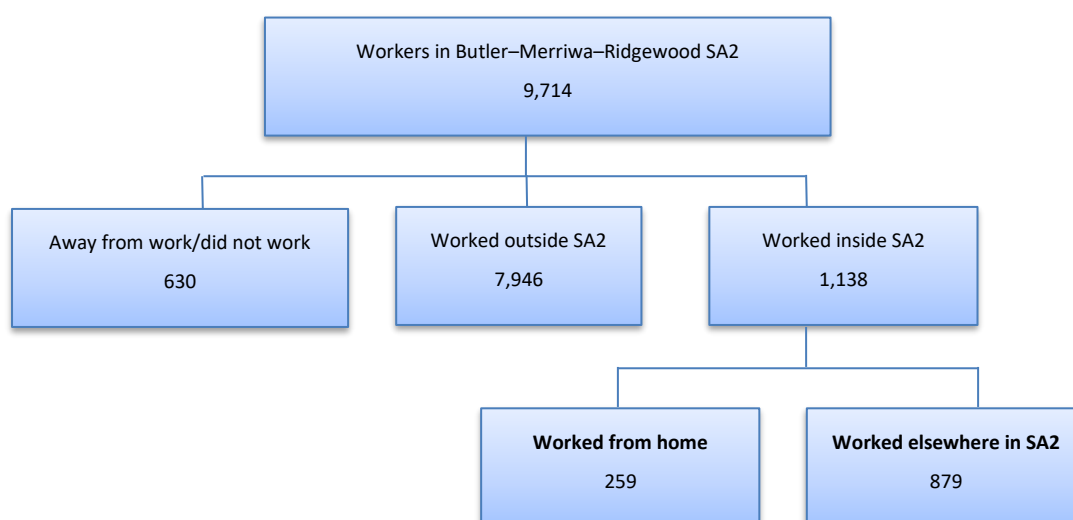 Workers in Butler–Merriwa–Ridgewood SA2
9,714
Away from work/did not work
630
Worked outside SA2
7,946
Worked inside SA2
1,138
Worked from home
259
Worked elsewhere in SA2
879